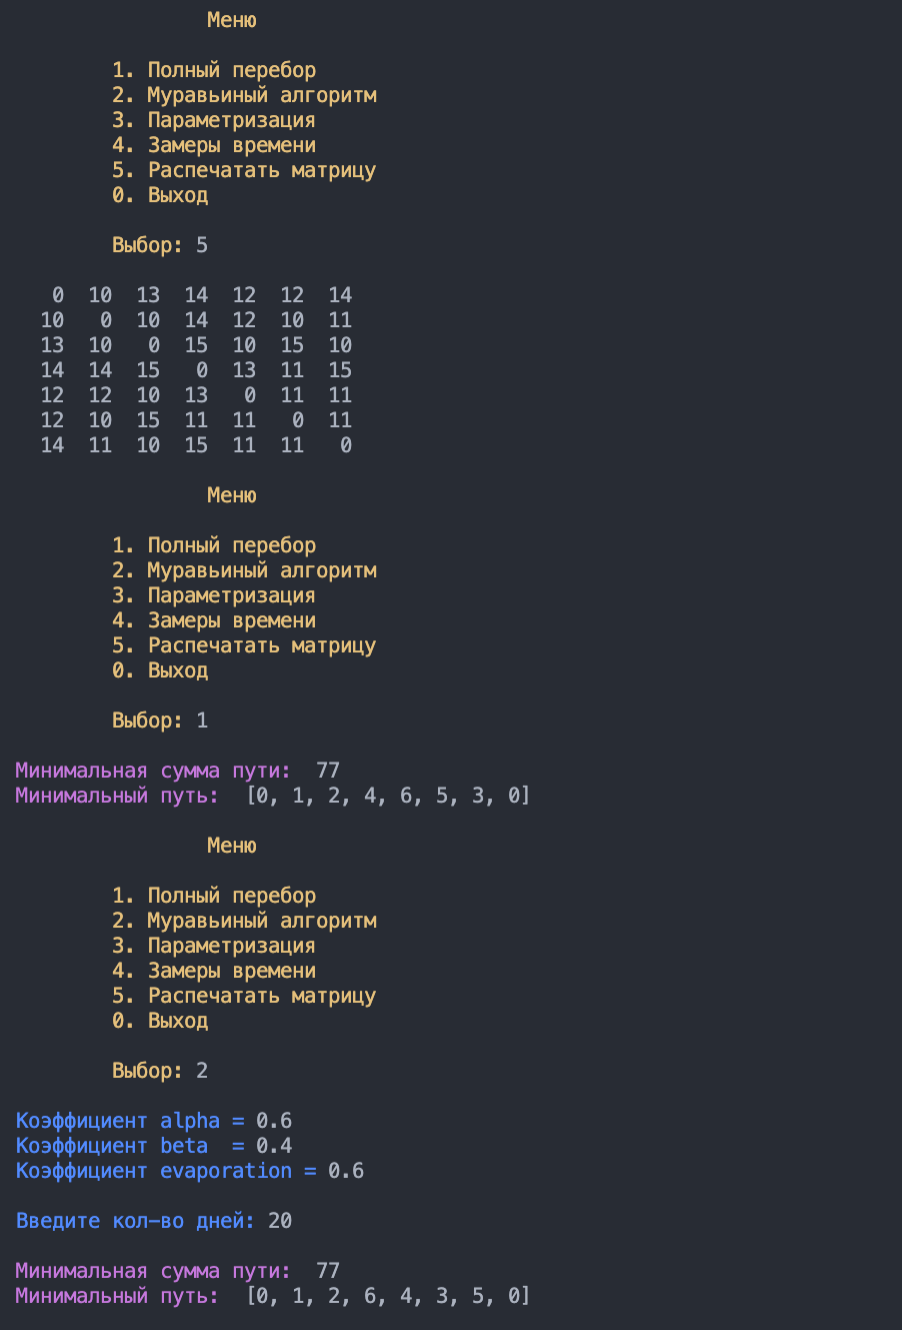 Меню
1. Полный перебор
2. Муравьиный алгоритм
3. Параметризация
4. Замеры времени
5. Распечатать матрицу
0. Выход
Выбор: 5
0 10 13 14 12 12 14
10 0 10 14 12 10 11
13 10 0 15 10 15 10
14 14 15 0 13 11 15
12 12 10 13 0 11 11
12 10 15 11 11 0 11
14 11 10 15 11 11 0
Меню
1. Полный перебор
2. Муравьиный алгоритм
3. Параметризация
4. Замеры времени
5. Распечатать матрицу
0. Выход
Выбор: 1
Минимальная сумма пути: 77
Минимальный путь: [0, 1, 2, 4, 6, 5, 3, 0]
Меню
1. Полный перебор
2. Муравьиный алгоритм
3. Параметризация
4. Замеры времени
5. Распечатать матрицу
0. Выход
Выбор: 2
Коэффициент alpha = 0.6
Коэффициент beta = 0.4
Коэффициент evaporation = 0.6
Введите кол-во дней: 20
Минимальная сумма пути: 77
Минимальный путь: [0, 1, 2, 6, 4, 3, 5, 0]